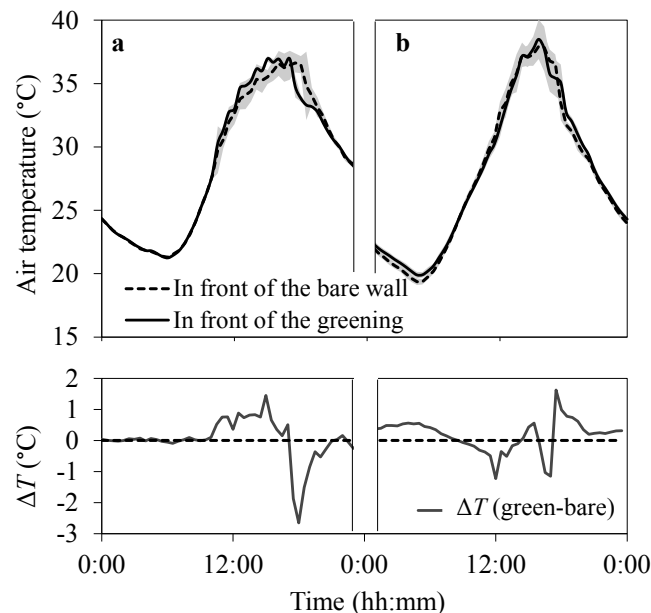 40
35
30
25
20
15
Air temperature (°C)
a
b
In front of the bare wall
In front of the greening
2
1
0
-1
-2
-3
ΔT (°C)
ΔT (green-bare)
0:00 12:00 0:00 12:00 0:00
Time (hh:mm)